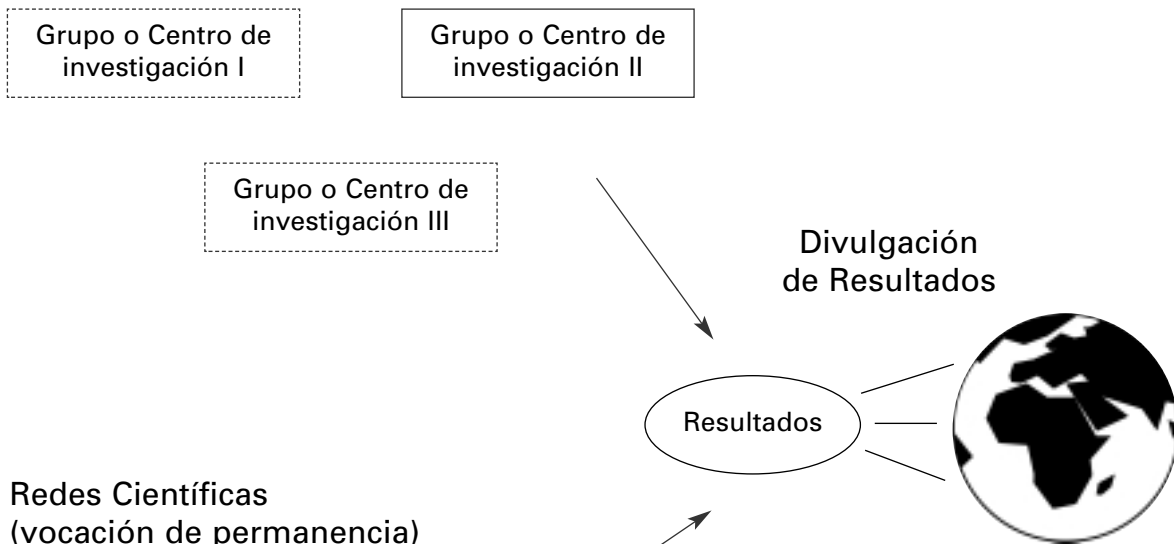 Grupo o Centro de
investigación I
Grupo o Centro de
investigación II
Grupo o Centro de
investigación III
Divulgación
de Resultados
Resultados
Redes Científicas
(vocación de permanencia)